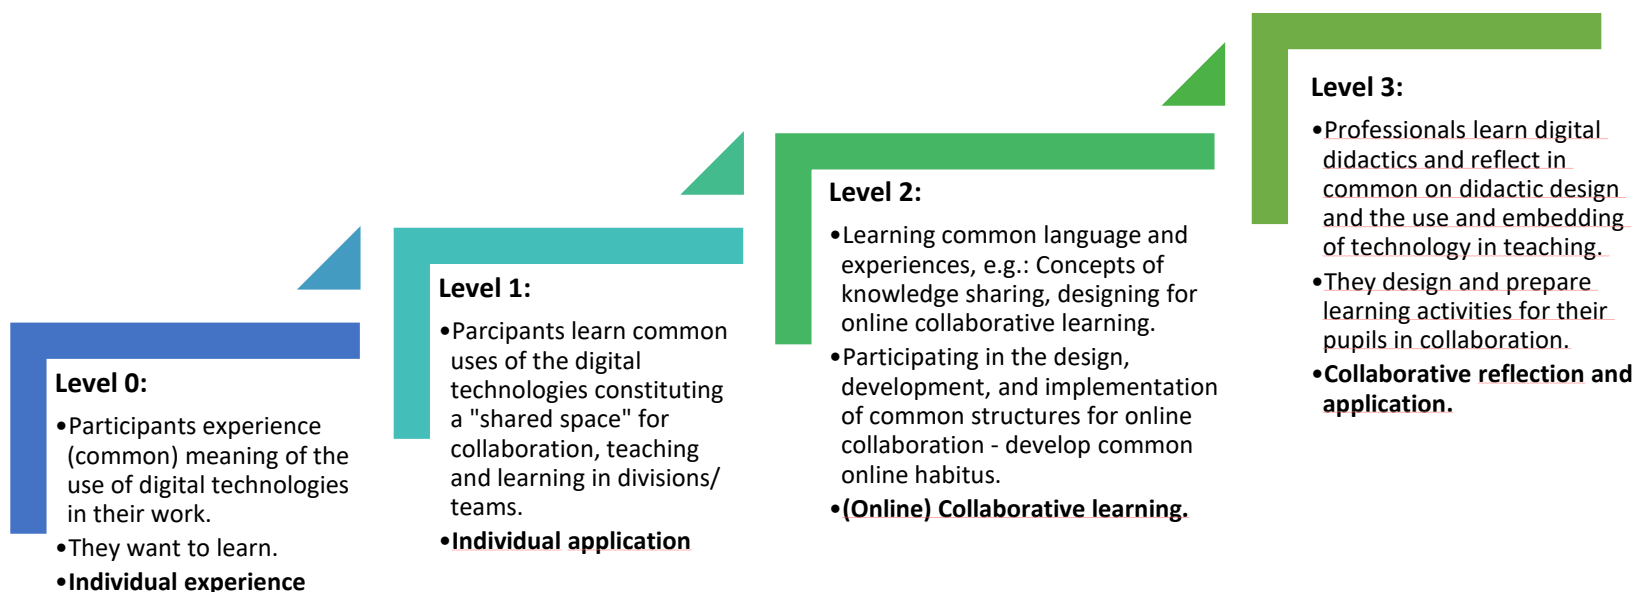 Level 0:
•Participants experience
(common) meaning of the
use of digital technologies
in their work.
•They want to learn.
•Individual experience
Level 1:
•Parcipants learn common
uses of the digital
technologies constituting
a "shared space" for
collaboration, teaching
and learning in divisions/
teams.
•Individual application
Level 2:
•Learning common language and
experiences, e.g.: Concepts of
knowledge sharing, designing for
online collaborative learning.
•Participating in the design,
development, and implementation
of common structures for online
collaboration - develop common
online habitus.
•(Online) Collaborative learning.
Level 3:
•Professionals learn digital
didactics and reflect in
common on didactic design
and the use and embedding
of technology in teaching.
•They design and prepare
learning activities for their
pupils in collaboration.
•Collaborative reflection and
application.